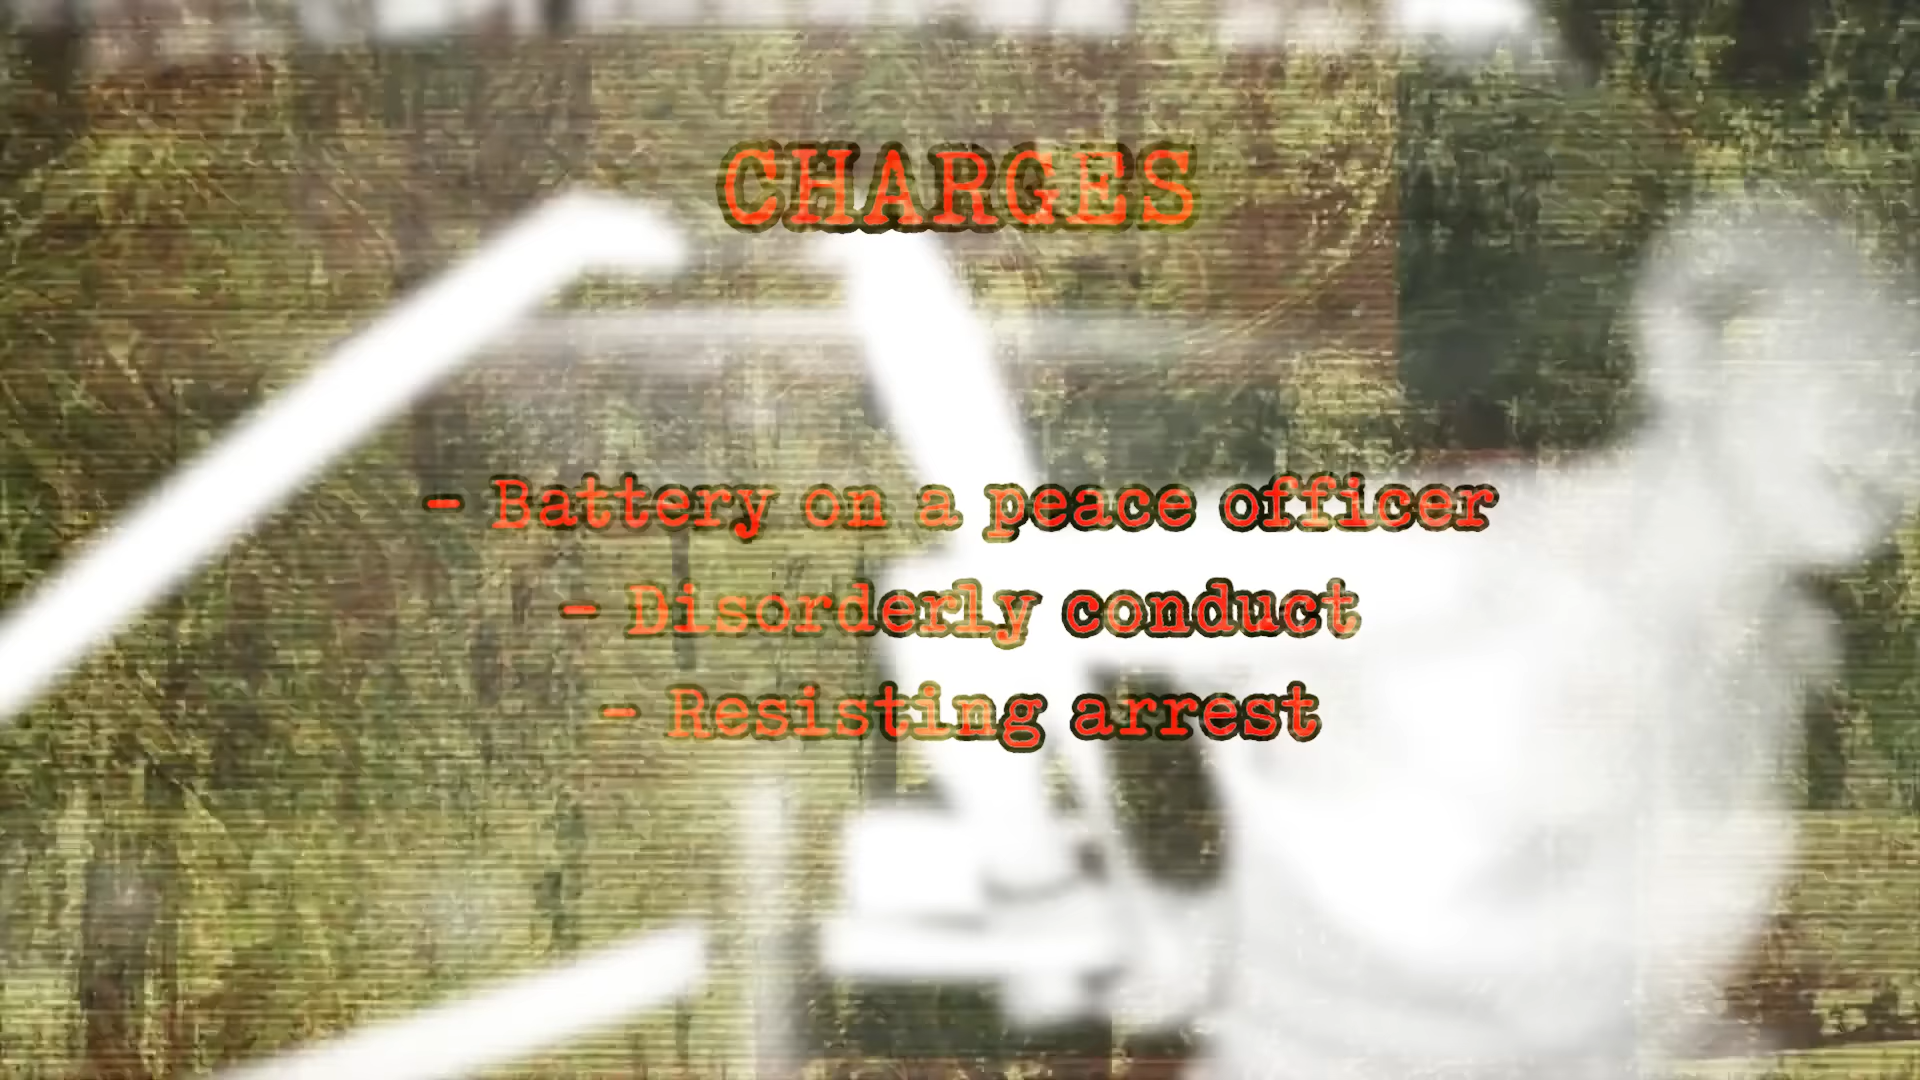 CHARGES
- Battery on a peace officer
- Disorderly conduct
- Resisting arrest